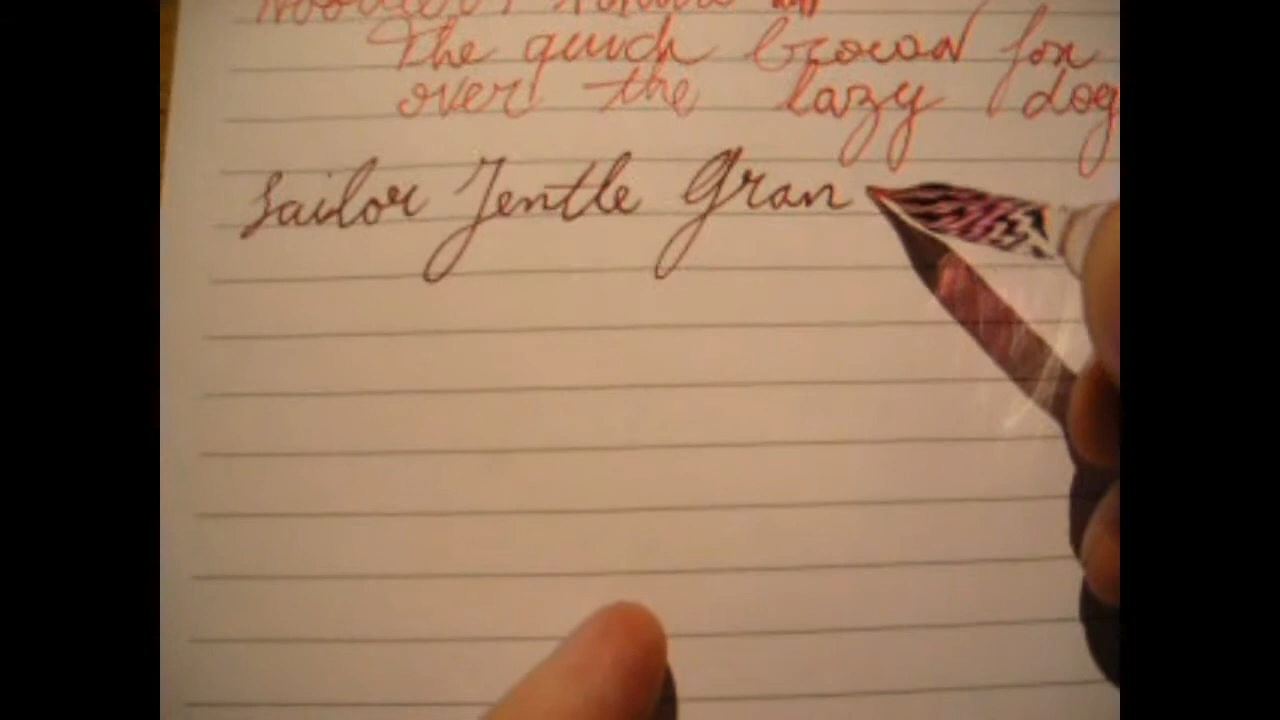 The quick brown fox
over the lazy dog
Sailor Jentle Gran